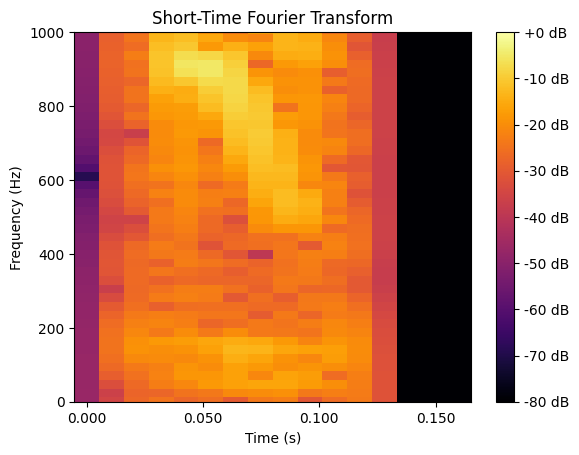 Short-Time Fourier Transform
1000
800
600
400
200
0
Frequency (Hz)
0.000
0.050
0.100
0.150
Time (s)
+0 dB
-10 dB
-20 dB
-30 dB
-40 dB
-50 dB
-60 dB
-70 dB
-80 dB